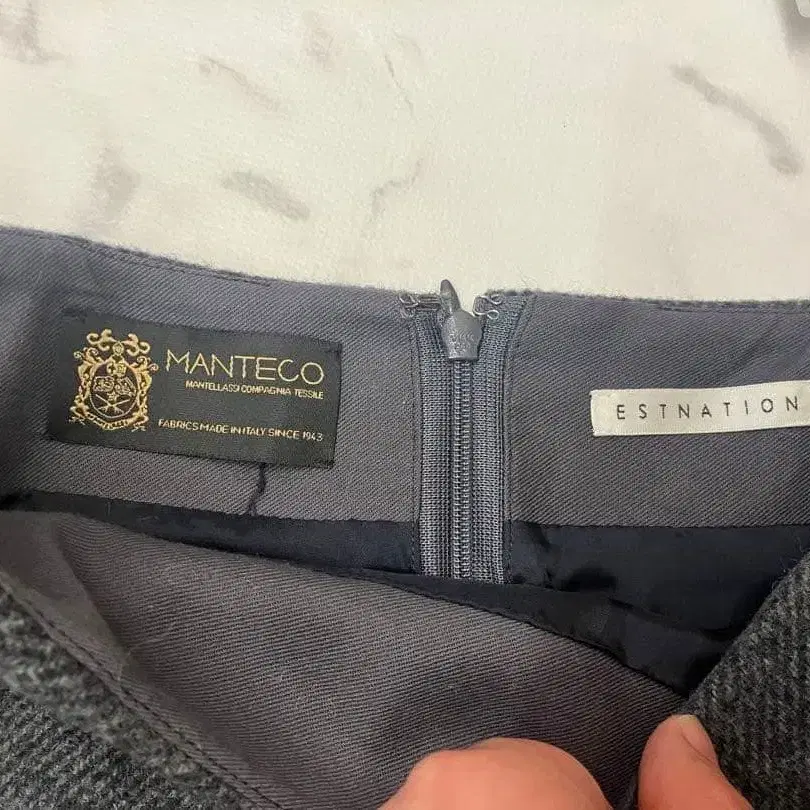 MANTECO
MANTELLASSI COMPAGNIA TESSILE
FABRICS MADE IN ITALY SINCE 1943
ESTNATION